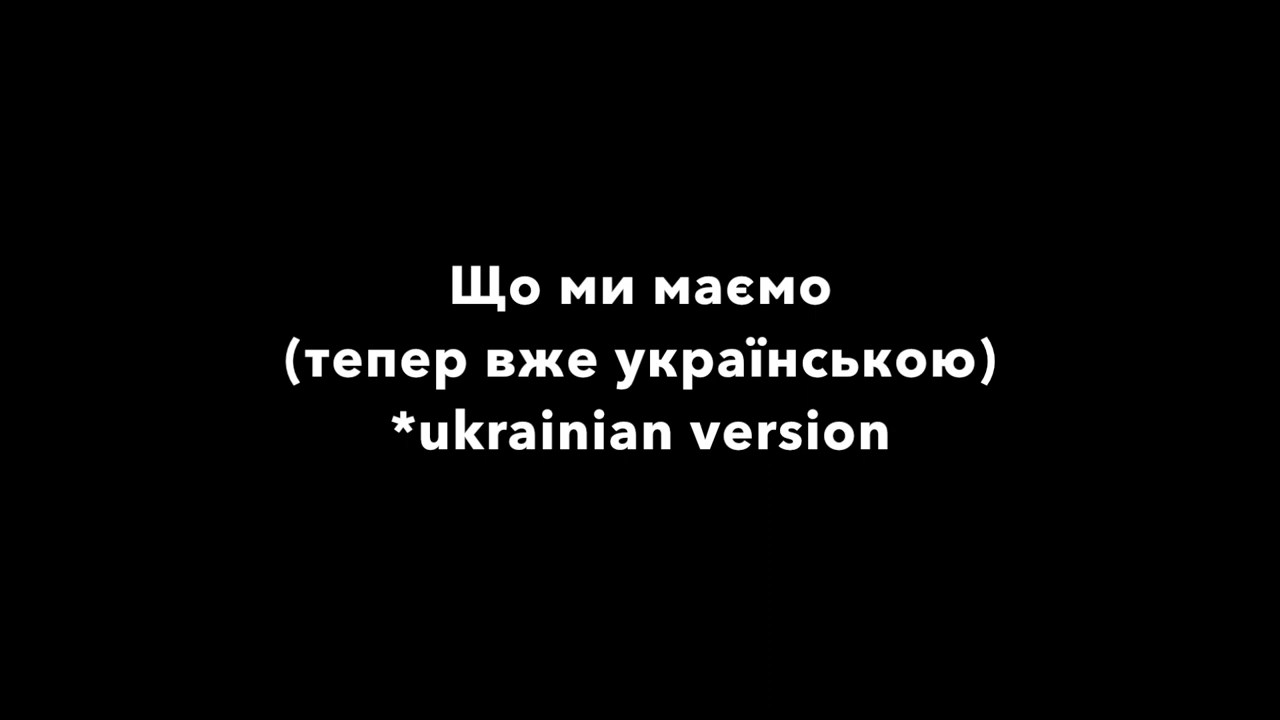 Що ми маємо
(тепер вже українською)
*ukrainian version